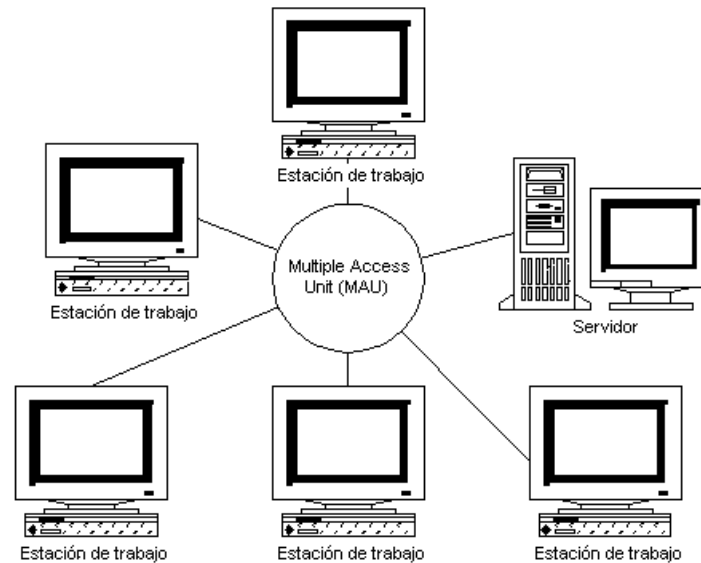 Estación de trabajo
Estación de trabajo
Multiple Access
Unit (MAU)
Servidor
Estación de trabajo
Estación de trabajo
Estación de trabajo